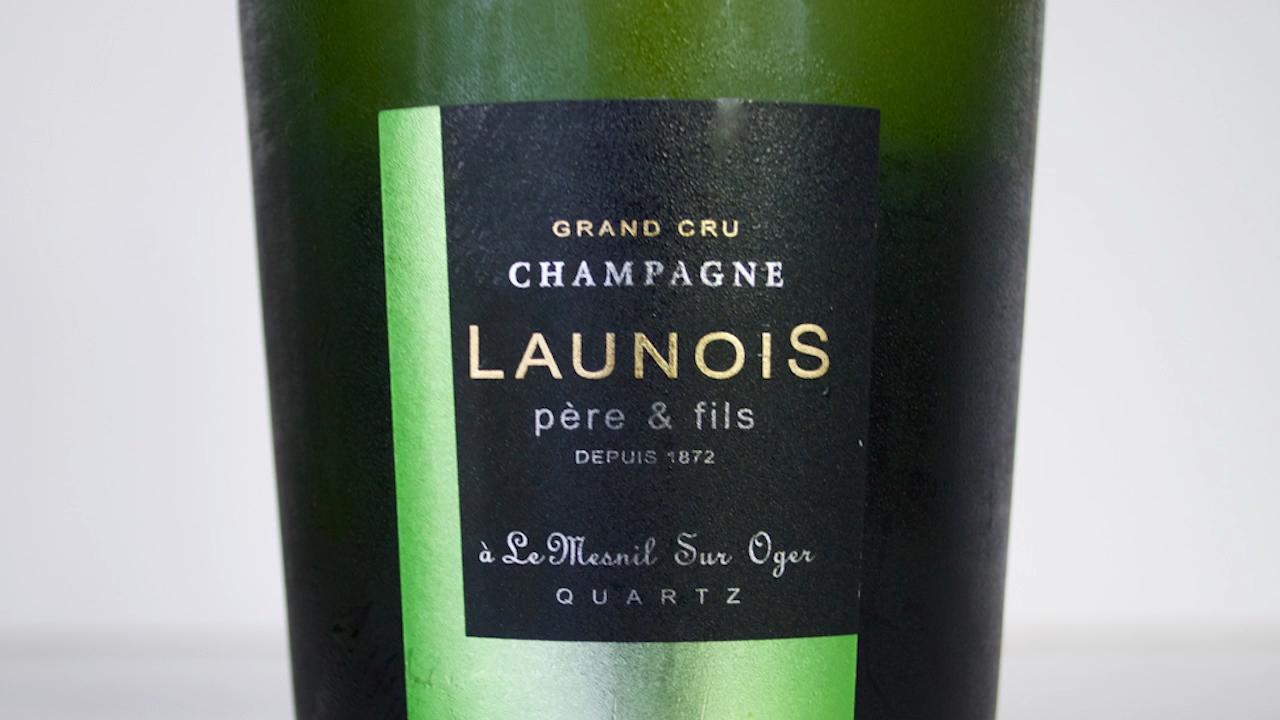 GRAND CRU
CHAMPAGNE
LAUNOIS
père & fils
DEPUIS 1872
à Le Mesnil Sur Oger
QUARTZ